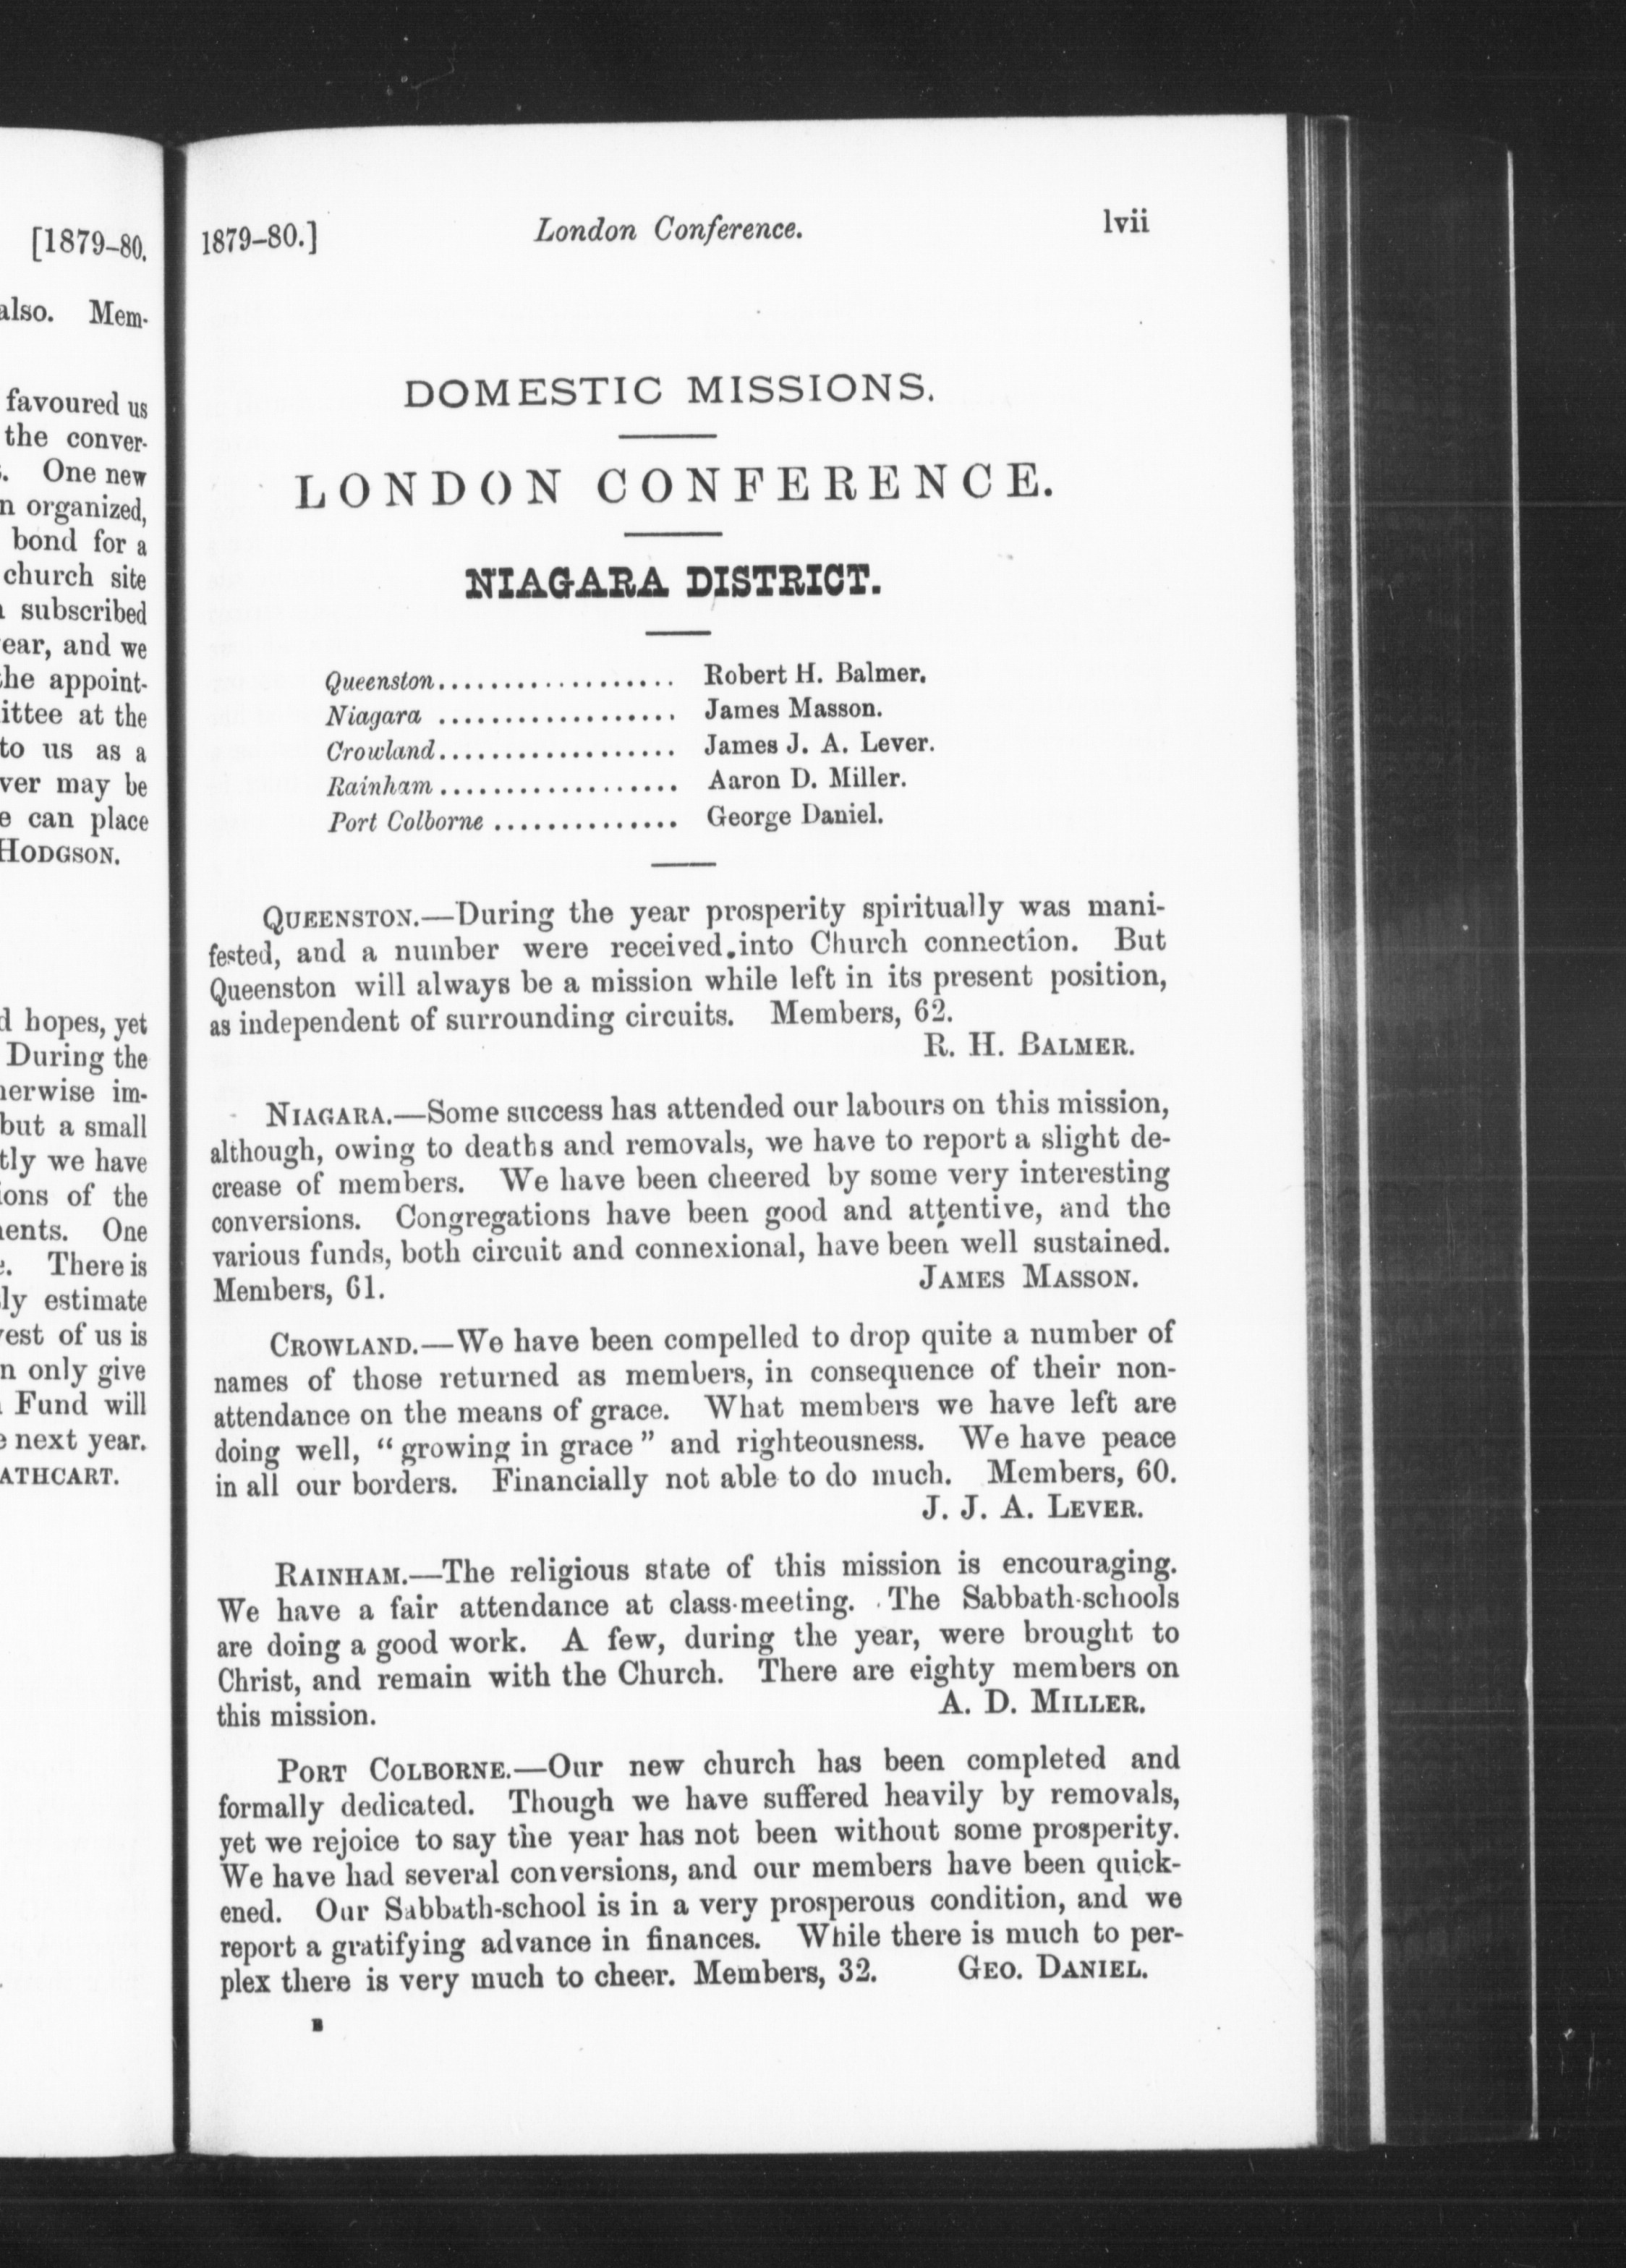 [1879-80.
also. Mem-
favoured us
the conver-
One new
organized,
bond for a
church site
subscribed
ear, and we
the appoint-
ittee at the
to us as a
ver may be
can place
HODGSON.
hopes, yet
During the
herwise im-
but a small
tly we have
ions of the
ents. One
There is
ly estimate
vest of us is
n only give
Fund will
next year.
ATHCART.
1879-80.] London Conference. lvii
DOMESTIC MISSIONS.
LONDON CONFERENCE.
NIAGARA DISTRICT.
Queenston.................. Robert H. Balmer.
Niagara .................. James Masson.
Crowland.................. James J. A. Lever.
Rainham .................. Aaron D. Miller.
Port Colborne .............. George Daniel.
QUEENSTON.—During the year prosperity spiritually was mani-
fested, and a number were received.into Church connection. But
Queenston will always be a mission while left in its present position,
as independent of surrounding circuits. Members, 62.
R. H. BALMER.
NIAGARA.—Some success has attended our labours on this mission,
although, owing to deaths and removals, we have to report a slight de-
crease of members. We have been cheered by some very interesting
conversions. Congregations have been good and attentive, and the
various funds, both circuit and connexional, have been well sustained.
Members, 61. JAMES MASSON.
CROWLAND.—We have been compelled to drop quite a number of
names of those returned as members, in consequence of their non-
attendance on the means of grace. What members we have left are
doing well, "growing in grace" and righteousness. We have peace
in all our borders. Financially not able to do much. Members, 60.
J. J. A. LEVER.
RAINHAM.—The religious state of this mission is encouraging.
We have a fair attendance at class-meeting. The Sabbath-schools
are doing a good work. A few, during the year, were brought to
Christ, and remain with the Church. There are eighty members on
this mission. A. D. MILLER.
PORT COLBORNE.—Our new church has been completed and
formally dedicated. Though we have suffered heavily by removals,
yet we rejoice to say the year has not been without some prosperity.
We have had several conversions, and our members have been quick-
ened. Our Sabbath-school is in a very prosperous condition, and we
report a gratifying advance in finances. While there is much to per-
plex there is very much to cheer. Members, 32. GEO. DANIEL.
B